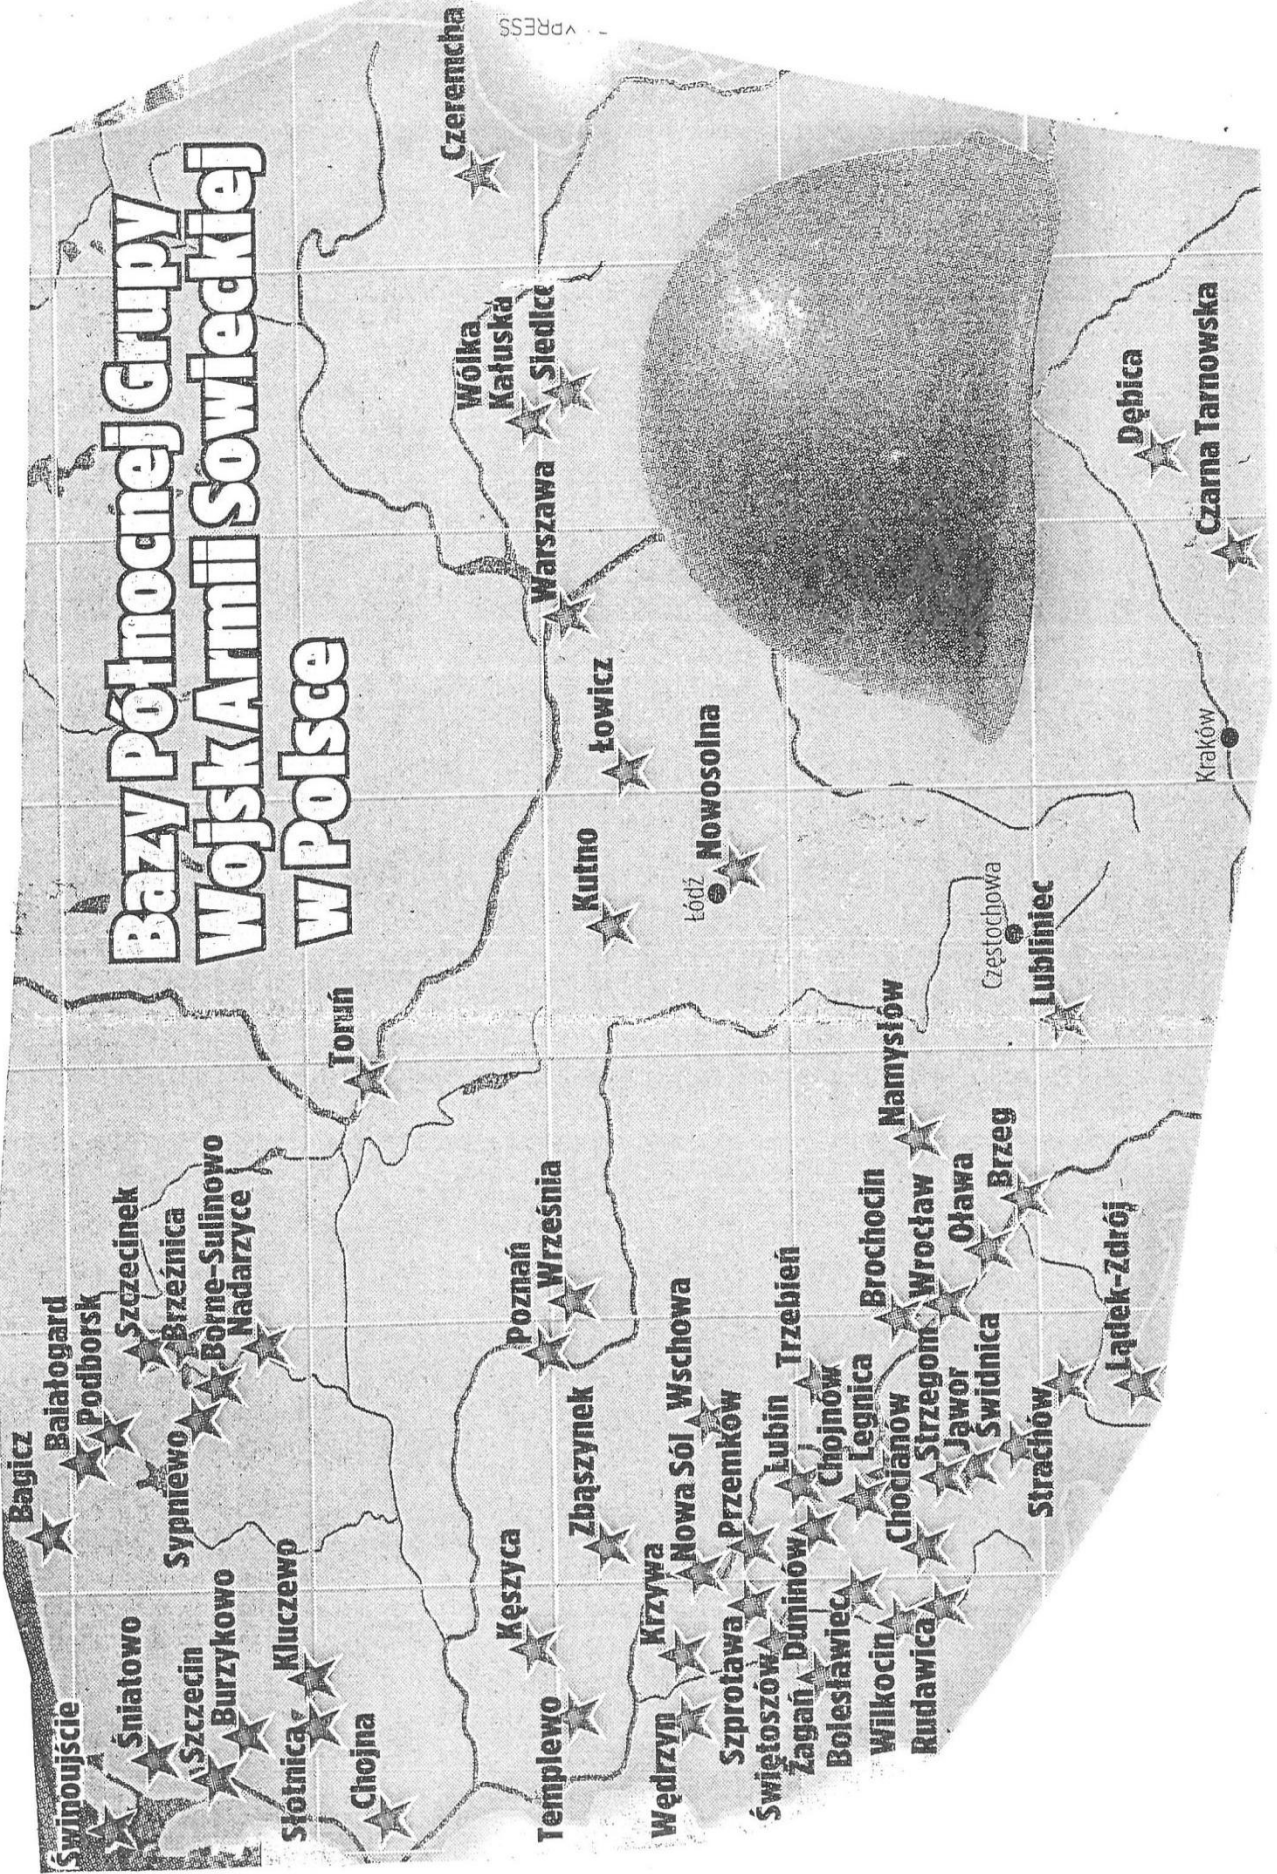 Bazy Północnej Grupy
Wojsk Armii Sowieckiej
w Polsce
Świnoujście
Śniatowo
Szczecin
Burzykowo
Słotnica
Kluczewo
Chojna
Bagicz
Białogard
Podborsk
Szczecinek
Brzeźnica
Borne-Sulinowo
Nadarzyce
Sypniewo
Toruń
Czeremcha
Wólka
Kałuska
Siedlce
Warszawa
Łowicz
Kutno
Łódź
Nowosolna
Poznań
Września
Zbąszynek
Kęszyca
Templewo
Wędrzyn
Krzywa
Nowa Sól
Wschowa
Przemków
Szprotawa
Świętoszów
Żagań
Duninów
Lubin
Trzebień
Chojnów
Bolesławiec
Wilkocin
Rudawica
Legnica
Chocianow
Brochocin
Strzegom
Wrocław
Jawor
Świdnica
Oława
Namysłow
Brzeg
Strachów
Lądek-Zdrój
Częstochowa
Lubliniec
Kraków
Dębica
Czarna Tarnowska